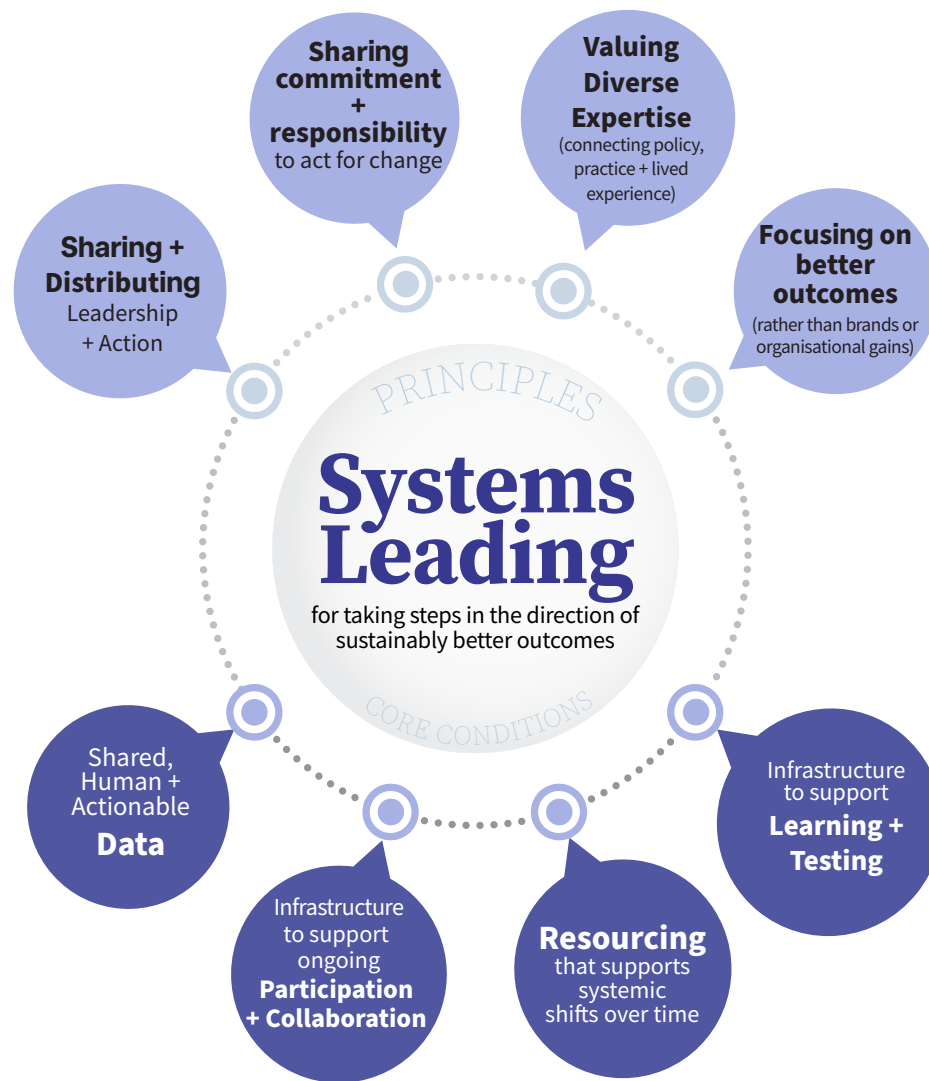 Sharing
commitment
+
responsibility
to act for change
Valuing
Diverse
Expertise
(connecting policy,
practice + lived
experience)
Sharing +
Distributing
Leadership
+ Action
Focusing on
better
outcomes
(rather than brands or
organisational gains)
PRINCIPLES
Systems
Leading
for taking steps in the direction of
sustainably better outcomes
CORE CONDITIONS
Shared,
Human +
Actionable
Data
Infrastructure
to support
ongoing
Participation
+ Collaboration
Resourcing
that supports
systemic
shifts over time
Infrastructure
to support
Learning +
Testing